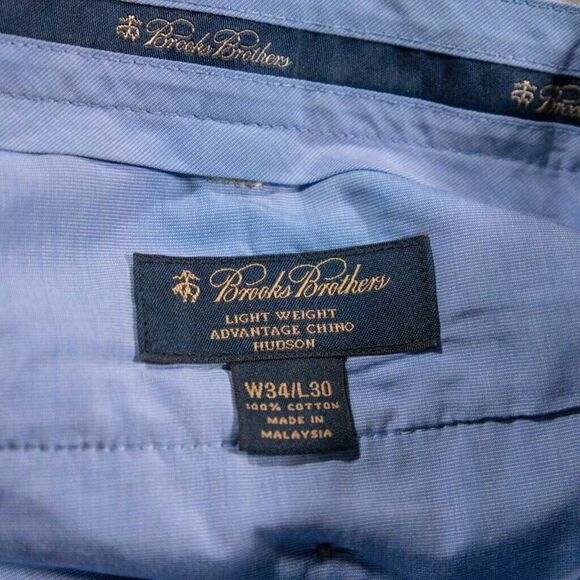 Brooks Brothers
Brooks Brothers
LIGHT WEIGHT
ADVANTAGE CHINO
HUDSON
W34/L30
100% COTTON
MADE IN
MALAYSIA